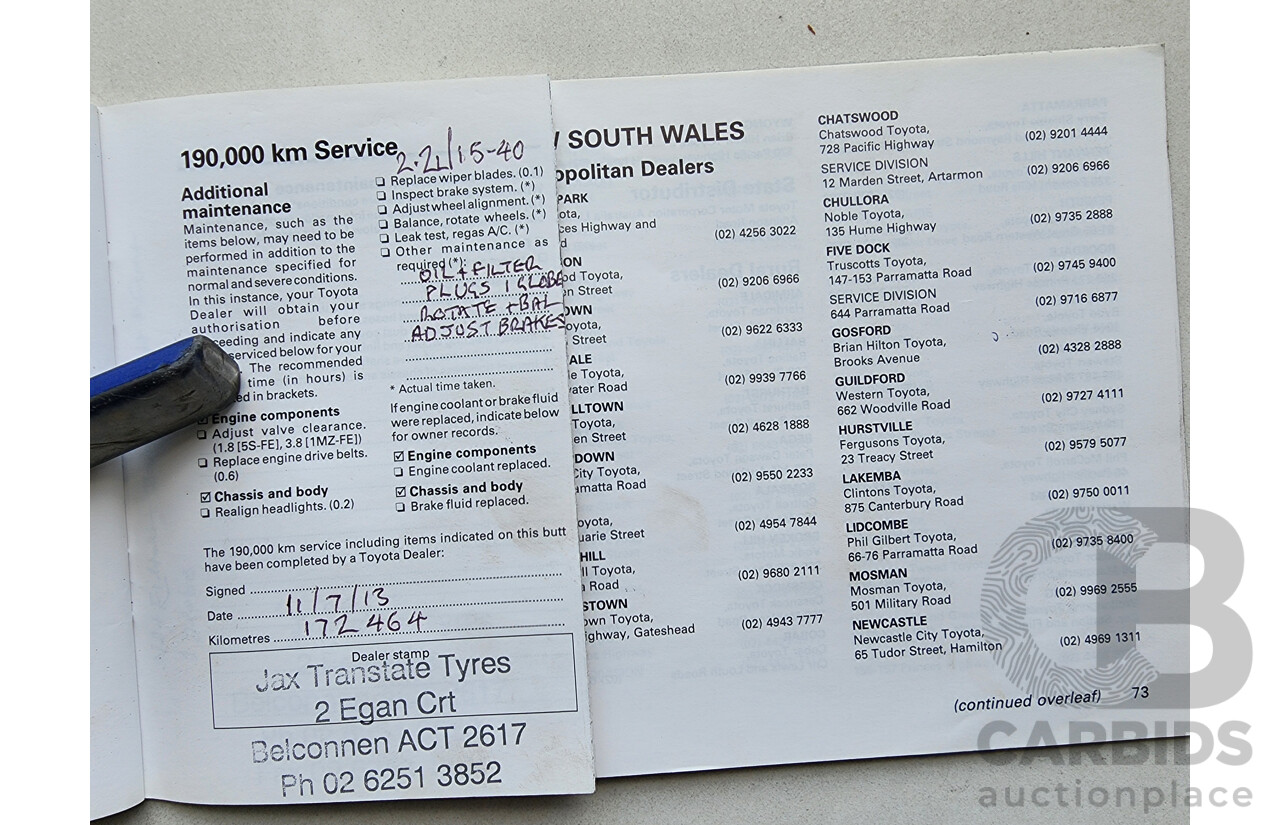 190,000 km Service
2.2L/15-40
Additional
maintenance
Maintenance, such as the
items below, may need to be
performed in addition to the
maintenance specified for
normal and severe conditions.
In this instance, your Toyota
Dealer will obtain your
authorisation before
ceeding and indicate any
serviced below for your
The recommended
time (in hours) is
ed in brackets.
☑ Engine components
❏ Adjust valve clearance.
(1.8 [5S-FE], 3.8 [1MZ-FE])
❏ Replace engine drive belts.
(0.6)
☑ Chassis and body
❏ Realign headlights. (0.2)
❏ Replace wiper blades. (0.1)
❏ Inspect brake system. (*)
❏ Adjust wheel alignment. (*)
❏ Balance, rotate wheels. (*)
❏ Leak test, regas A/C. (*)
❏ Other maintenance as
required (*):
OIL + FILTER
PLUGS 1 GLOBE
ROTATE + BAL
ADJUST BRAKES
* Actual time taken.
If engine coolant or brake fluid
were replaced, indicate below
for owner records.
☑ Engine components
❏ Engine coolant replaced.
☑ Chassis and body
❏ Brake fluid replaced.
The 190,000 km service including items indicated on this butt
have been completed by a Toyota Dealer:
Signed
Date 11/7/13
Kilometres 172464
Dealer stamp
Jax Transtate Tyres
2 Egan Crt
Belconnen ACT 2617
Ph 02 6251 3852
SOUTH WALES
opolitan Dealers
PARK
ota,
ces Highway and
d (02) 4256 3022
ON
d Toyota, (02) 9206 6966
n Street
OWN
oyota, (02) 9622 6333
Street
ALE
e Toyota, (02) 9939 7766
ater Road
LLTOWN
Toyota, (02) 4628 1888
en Street
DOWN
City Toyota, (02) 9550 2233
amatta Road
oyota, (02) 4954 7844
uarie Street
HILL
ll Toyota, (02) 9680 2111
Road
STOWN
own Toyota, (02) 4943 7777
ighway, Gateshead
CHATSWOOD
Chatswood Toyota, (02) 9201 4444
728 Pacific Highway
SERVICE DIVISION (02) 9206 6966
12 Marden Street, Artarmon
CHULLORA
Noble Toyota, (02) 9735 2888
135 Hume Highway
FIVE DOCK
Truscotts Toyota, (02) 9745 9400
147-153 Parramatta Road
SERVICE DIVISION (02) 9716 6877
644 Parramatta Road
GOSFORD
Brian Hilton Toyota, (02) 4328 2888
Brooks Avenue
GUILDFORD
Western Toyota, (02) 9727 4111
662 Woodville Road
HURSTVILLE
Fergusons Toyota, (02) 9579 5077
23 Treacy Street
LAKEMBA
Clintons Toyota, (02) 9750 0011
875 Canterbury Road
LIDCOMBE
Phil Gilbert Toyota, (02) 9735 8400
66-76 Parramatta Road
MOSMAN
Mosman Toyota, (02) 9969 2555
501 Military Road
NEWCASTLE
Newcastle City Toyota, (02) 4969 1311
65 Tudor Street, Hamilton
(continued overleaf) 73
CARBIDS
auctionplace